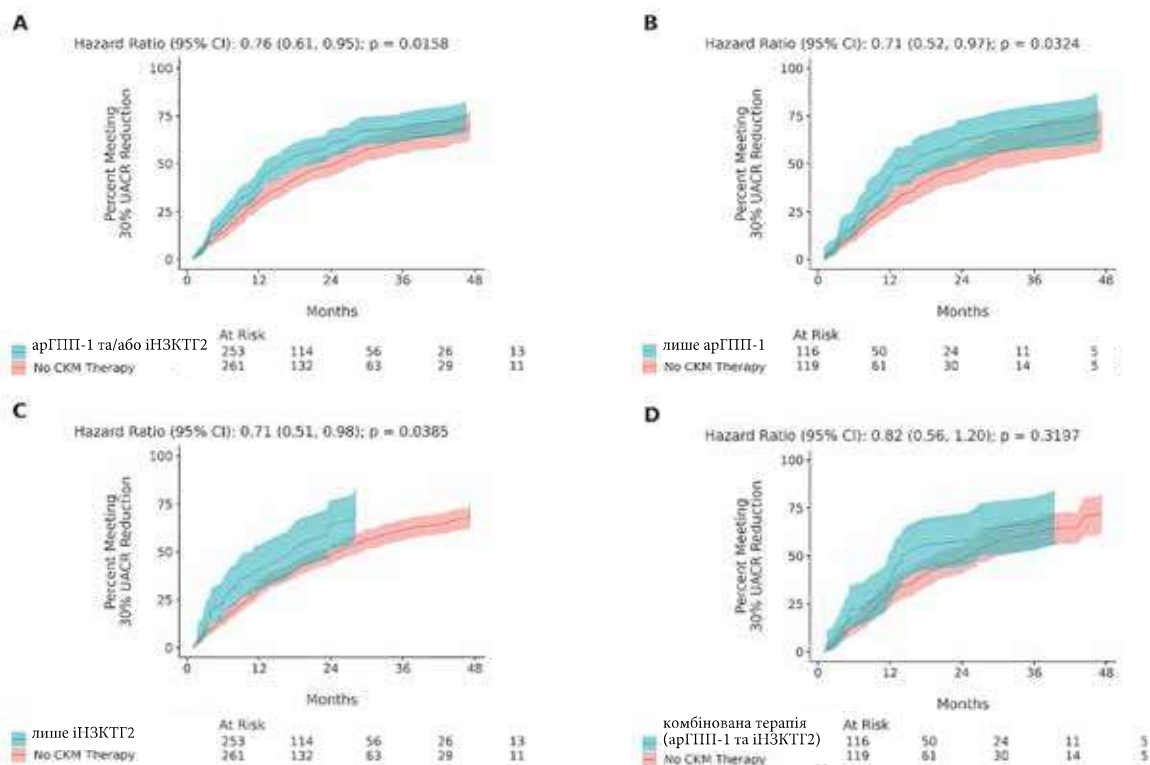 A
Hazard Ratio (95% CI): 0.76 (0.61, 0.95); p = 0.0158
Percent Meeting
30% UACR Reduction
100
75
50
25
0
0 12 24 36 48
Months
At Risk
арГПП-1 та/або іНЗКТГ2 253 114 56 26 13
No CKM Therapy 261 132 63 29 11
B
Hazard Ratio (95% CI): 0.71 (0.52, 0.97); p = 0.0324
Percent Meeting
30% UACR Reduction
100
75
50
25
0
0 12 24 36 48
Months
At Risk
лише арГПП-1 116 50 24 11 5
No CKM Therapy 119 61 30 14 5
C
Hazard Ratio (95% CI): 0.71 (0.51, 0.98); p = 0.0385
Percent Meeting
30% UACR Reduction
100
75
50
25
0
0 12 24 36 48
Months
At Risk
лише іНЗКТГ2 253 114 56 26 13
No CKM Therapy 261 132 63 29 11
D
Hazard Ratio (95% CI): 0.82 (0.56, 1.20); p = 0.3197
Percent Meeting
30% UACR Reduction
100
75
50
25
0
0 12 24 36 48
Months
At Risk
комбінована терапія
(арГПП-1 та іНЗКТГ2) 116 50 24 11 5
No CKM Therapy 119 61 30 14 5